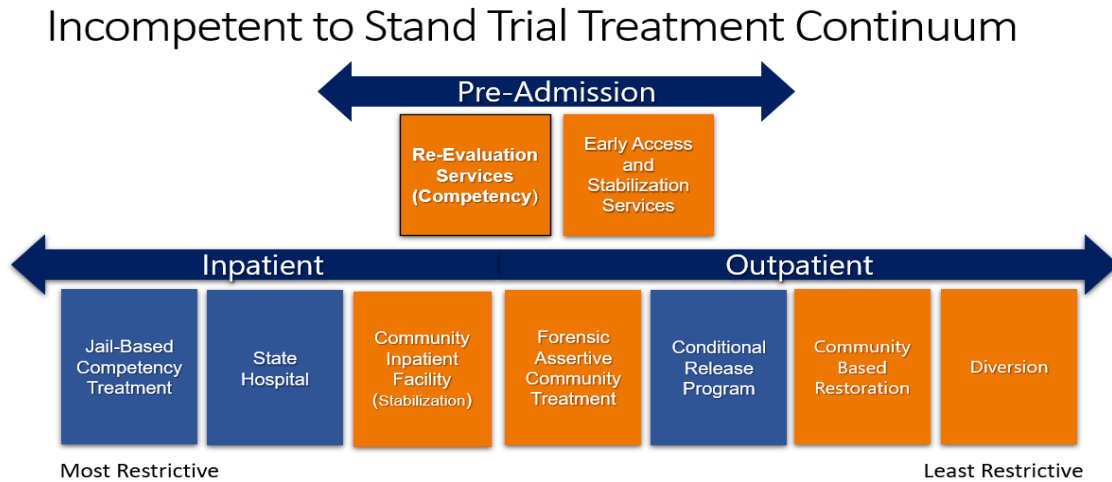 Incompetent to Stand Trial Treatment Continuum
Pre-Admission
Re-Evaluation
Services
(Competency)
Early Access
and
Stabilization
Services
Inpatient
Outpatient
Jail-Based
Competency
Treatment
State
Hospital
Community
Inpatient
Facility
(Stabilization)
Forensic
Assertive
Community
Treatment
Conditional
Release
Program
Community
Based
Restoration
Diversion
Most Restrictive
Least Restrictive